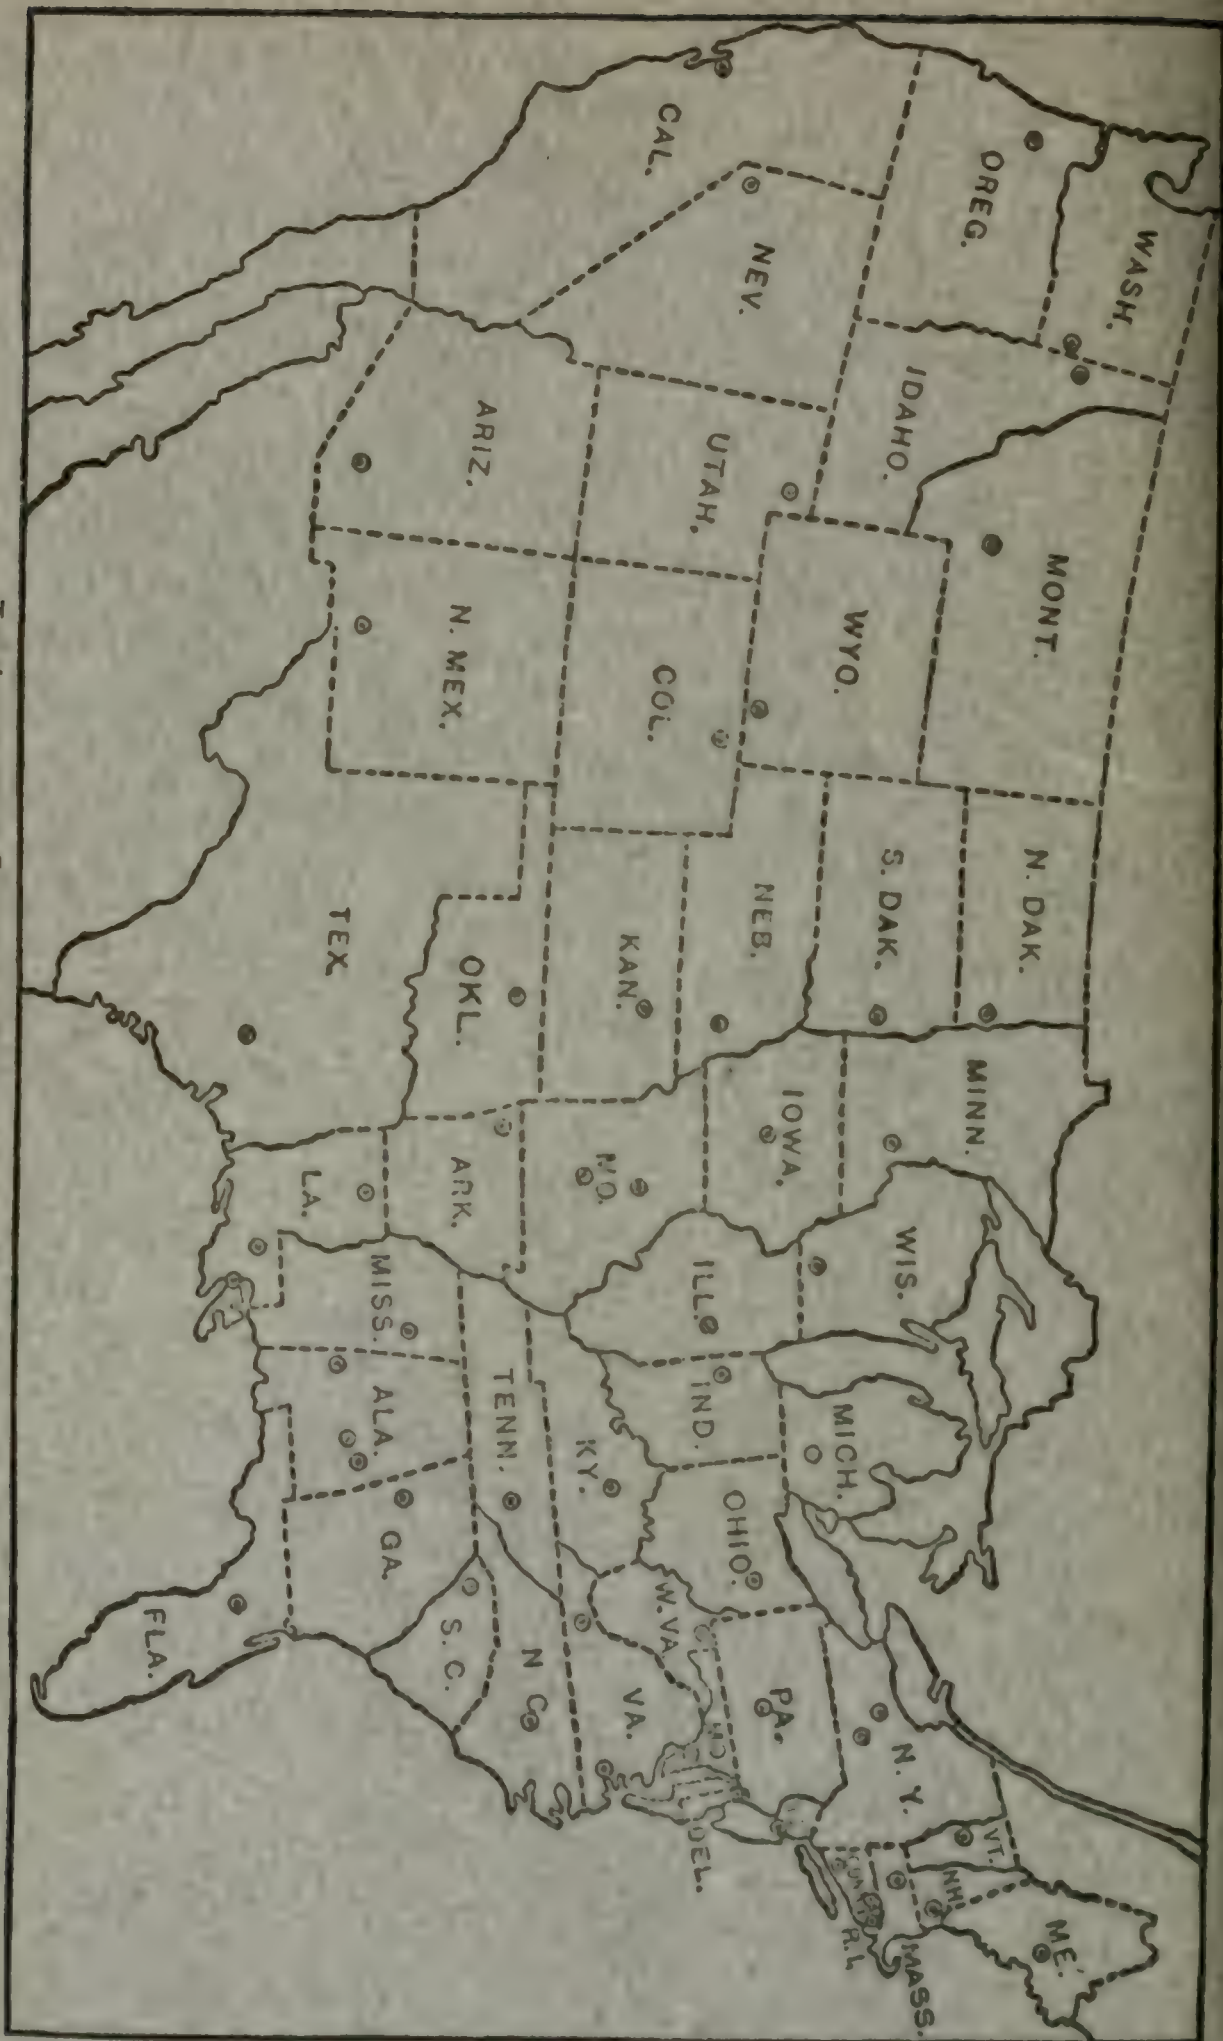 WASH.
OREG.
CAL.
NEV.
IDAHO.
MONT.
WYO.
UTAH.
ARIZ.
COL.
N. MEX.
N. DAK.
S. DAK.
NEB.
KAN.
OKL.
TEX.
MINN.
IOWA.
MO.
ARK.
LA.
WIS.
ILL.
MICH.
IND.
OHIO.
KY.
TENN.
MISS.
ALA.
GA.
FLA.
S. C.
N C.
VA.
W. VA.
MD
DEL.
PA.
N. Y.
VT.
N.H.
ME.
MASS.
R.I.